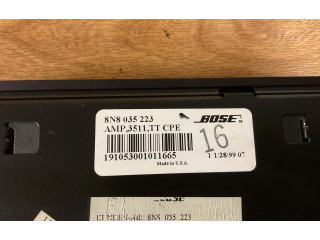 8N8 035 223
AMP,3511,TT CPE
BOSE
16
191053001011665
Made in U.S.A.
1 1/28/99 07
BOSE
8N8 035 223